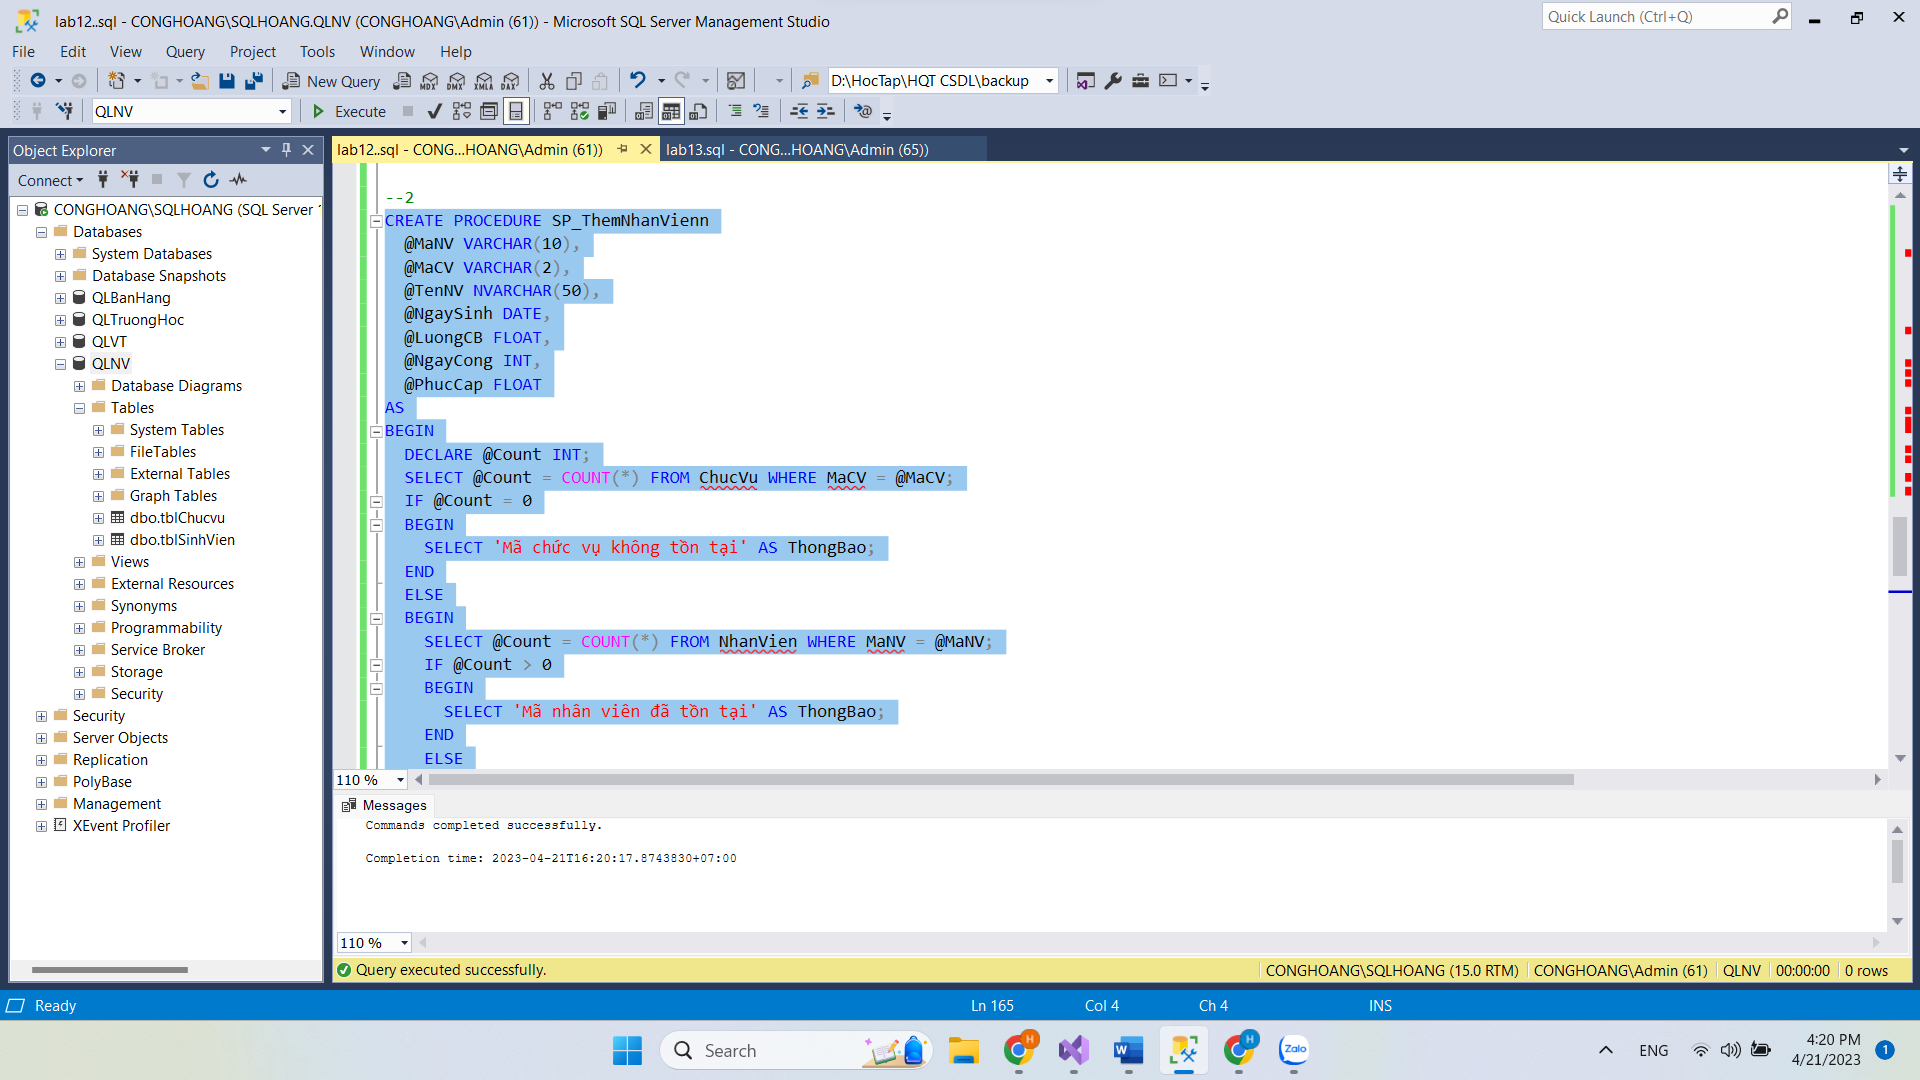 lab12..sql - CONGHOANG\SQLHOANG.QLNV (CONGHOANG\Admin (61)) - Microsoft SQL Server Management Studio
Quick Launch (Ctrl+Q)
File Edit View Query Project Tools Window Help
New Query
MDX DMX XMLA DAX
D:\HocTap\HQT CSDL\backup
QLNV
Execute
Object Explorer
lab12..sql - CONG...HOANG\Admin (61))
lab13.sql - CONG...HOANG\Admin (65))
Connect
CONGHOANG\SQLHOANG (SQL Server 1
Databases
System Databases
Database Snapshots
QLBanHang
QLTruongHoc
QLVT
QLNV
Database Diagrams
Tables
System Tables
FileTables
External Tables
Graph Tables
dbo.tblChucvu
dbo.tblSinhVien
Views
External Resources
Synonyms
Programmability
Service Broker
Storage
Security
Security
Server Objects
Replication
PolyBase
Management
XEvent Profiler
--2
CREATE PROCEDURE SP_ThemNhanVienn
@MaNV VARCHAR(10),
@MaCV VARCHAR(2),
@TenNV NVARCHAR(50),
@NgaySinh DATE,
@LuongCB FLOAT,
@NgayCong INT,
@PhucCap FLOAT
AS
BEGIN
DECLARE @Count INT;
SELECT @Count = COUNT(*) FROM ChucVu WHERE MaCV = @MaCV;
IF @Count = 0
BEGIN
SELECT 'Mã chức vụ không tồn tại' AS ThongBao;
END
ELSE
BEGIN
SELECT @Count = COUNT(*) FROM NhanVien WHERE MaNV = @MaNV;
IF @Count > 0
BEGIN
SELECT 'Mã nhân viên đã tồn tại' AS ThongBao;
END
ELSE
110 %
Messages
Commands completed successfully.
Completion time: 2023-04-21T16:20:17.8743830+07:00
110 %
Query executed successfully.
CONGHOANG\SQLHOANG (15.0 RTM)
CONGHOANG\Admin (61)
QLNV
00:00:00
0 rows
Ready
Ln 165
Col 4
Ch 4
INS
Search
H
W
H
Zalo
ENG
4:20 PM
4/21/2023
1